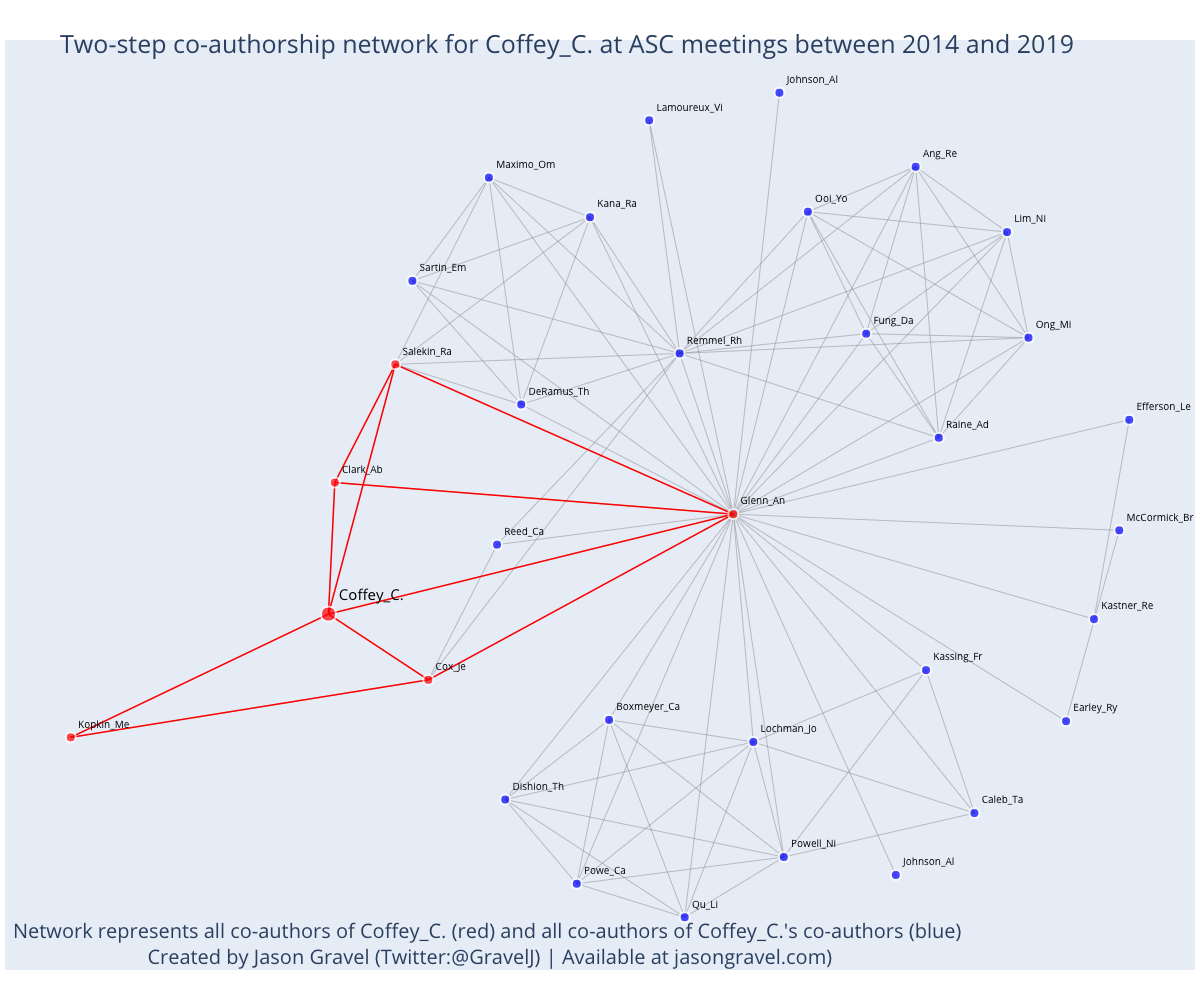 Two-step co-authorship network for Coffey_C. at ASC meetings between 2014 and 2019
Johnson_Al
Lamoureux_Vi
Ang_Re
Maximo_Om
Ooi_Yo
Kana_Ra
Lim_Ni
Sartin_Em
Fung_Da
Ong_Mi
Remmel_Rh
Salekin_Ra
DeRamus_Th
Efferson_Le
Raine_Ad
Clark_Ab
Glenn_An
McCormick_Br
Reed_Ca
Coffey_C.
Kastner_Re
Kassing_Fr
Cox_Je
Boxmeyer_Ca
Earley_Ry
Kopkin_Me
Lochman_Jo
Dishion_Th
Caleb_Ta
Powell_Ni
Johnson_Al
Powe_Ca
Qu_Li
Network represents all co-authors of Coffey_C. (red) and all co-authors of Coffey_C.'s co-authors (blue)
Created by Jason Gravel (Twitter:@GravelJ) | Available at jasongravel.com)